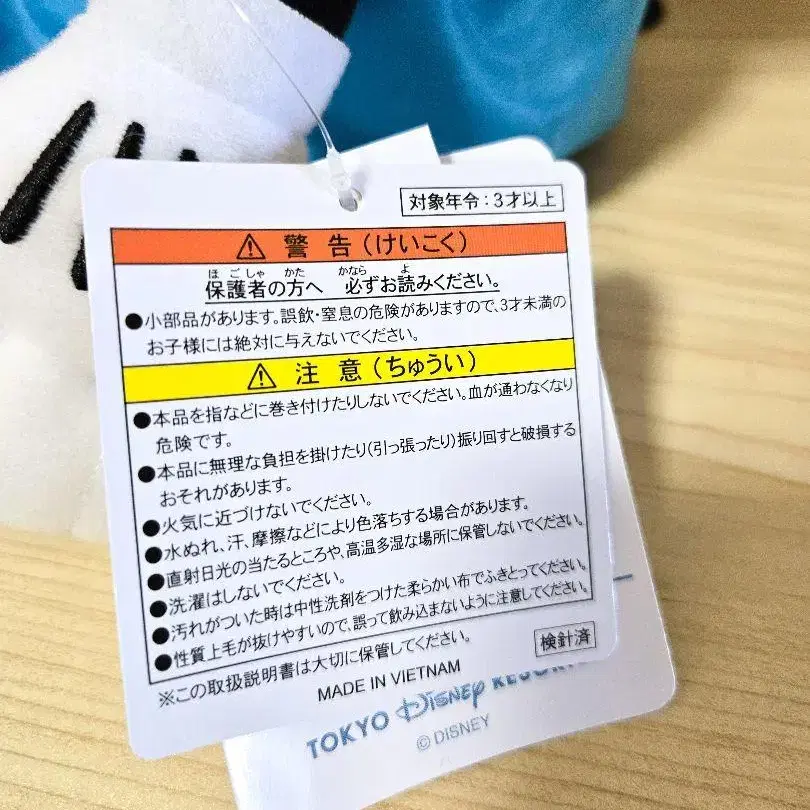 対象年令：3才以上
⚠ 警 告（けいこく）
ほごしゃ かた かなら よ
保護者の方へ 必ずお読みください。
●小部品があります。誤飲・窒息の危険がありますので、3才未満の
お子様には絶対に与えないでください。
⚠ 注 意（ちゅうい）
●本品を指などに巻き付けたりしないでください。血が通わなくなり
危険です。
●本品に無理な負担を掛けたり（引っ張ったり）振り回すと破損する
おそれがあります。
●火気に近づけないでください。
●水ぬれ、汗、摩擦などにより色落ちする場合があります。
●直射日光の当たるところや、高温多湿な場所に保管しないでください。
●洗濯はしないでください。
●汚れがついた時は中性洗剤をつけた柔らかい布でふきとってください。
●性質上毛が抜けやすいので、誤って飲み込まないように注意してください。
※この取扱説明書は大切に保管してください。
検針済
MADE IN VIETNAM
TOKYO Disney RESORT
© DISNEY